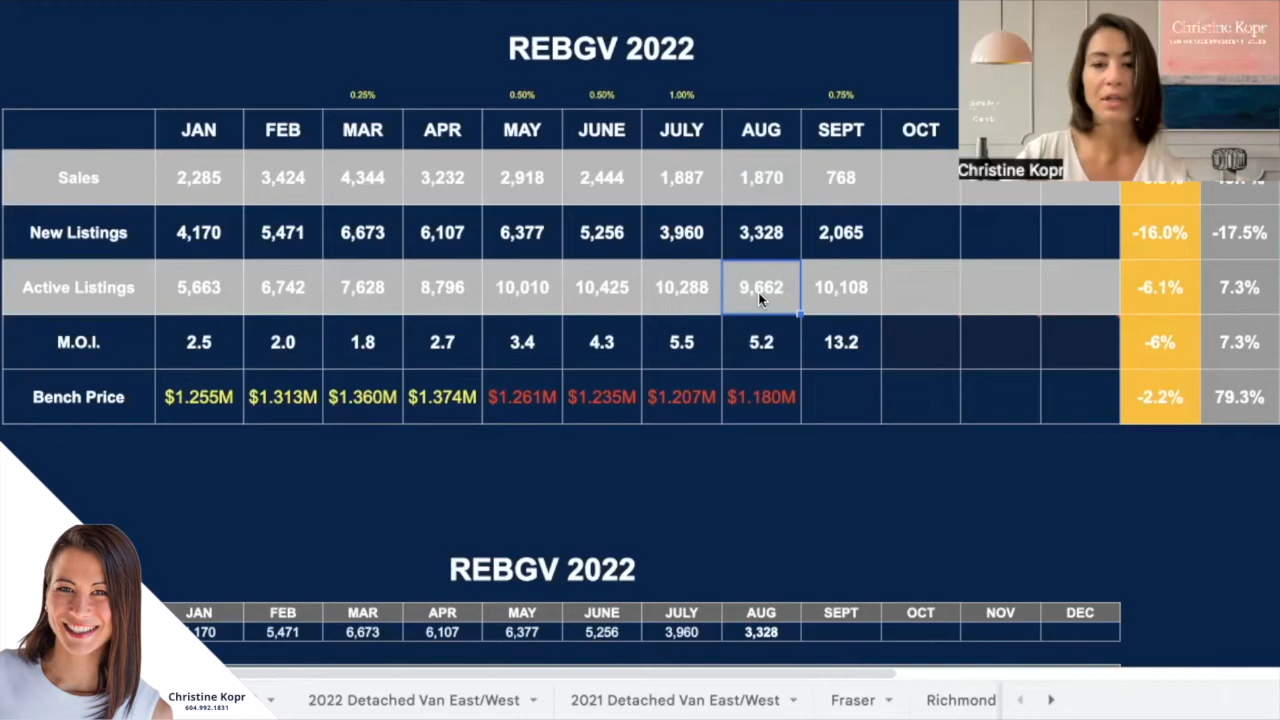 REBGV 2022
Christine Kopr
0.25% 0.50% 0.50% 1.00% 0.75%
JAN FEB MAR APR MAY JUNE JULY AUG SEPT OCT
Christine Kopr
Sales 2,285 3,424 4,344 3,232 2,918 2,444 1,887 1,870 768
New Listings 4,170 5,471 6,673 6,107 6,377 5,256 3,960 3,328 2,065 -16.0% -17.5%
Active Listings 5,663 6,742 7,628 8,796 10,010 10,425 10,288 9,662 10,108 -6.1% 7.3%
M.O.I. 2.5 2.0 1.8 2.7 3.4 4.3 5.5 5.2 13.2 -6% 7.3%
Bench Price $1.255M $1.313M $1.360M $1.374M $1.261M $1.235M $1.207M $1.180M -2.2% 79.3%
REBGV 2022
JAN FEB MAR APR MAY JUNE JULY AUG SEPT OCT NOV DEC
170 5,471 6,673 6,107 6,377 5,256 3,960 3,328
Christine Kopr
604.992.1831
2022 Detached Van East/West 2021 Detached Van East/West Fraser Richmond